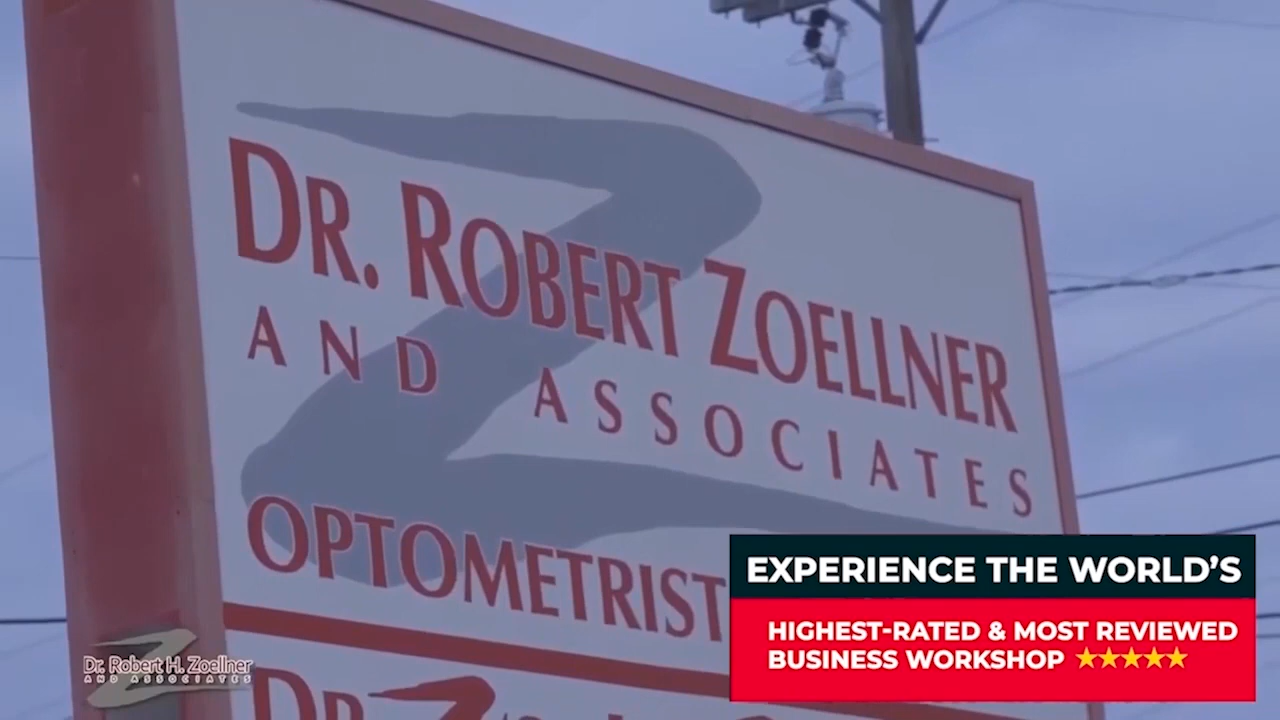 DR. ROBERT ZOELLNER
AND ASSOCIATES
OPTOMETRIST
EXPERIENCE THE WORLD'S
HIGHEST-RATED & MOST REVIEWED
BUSINESS WORKSHOP
Dr. Robert H. Zoellner
AND ASSOCIATES
DR